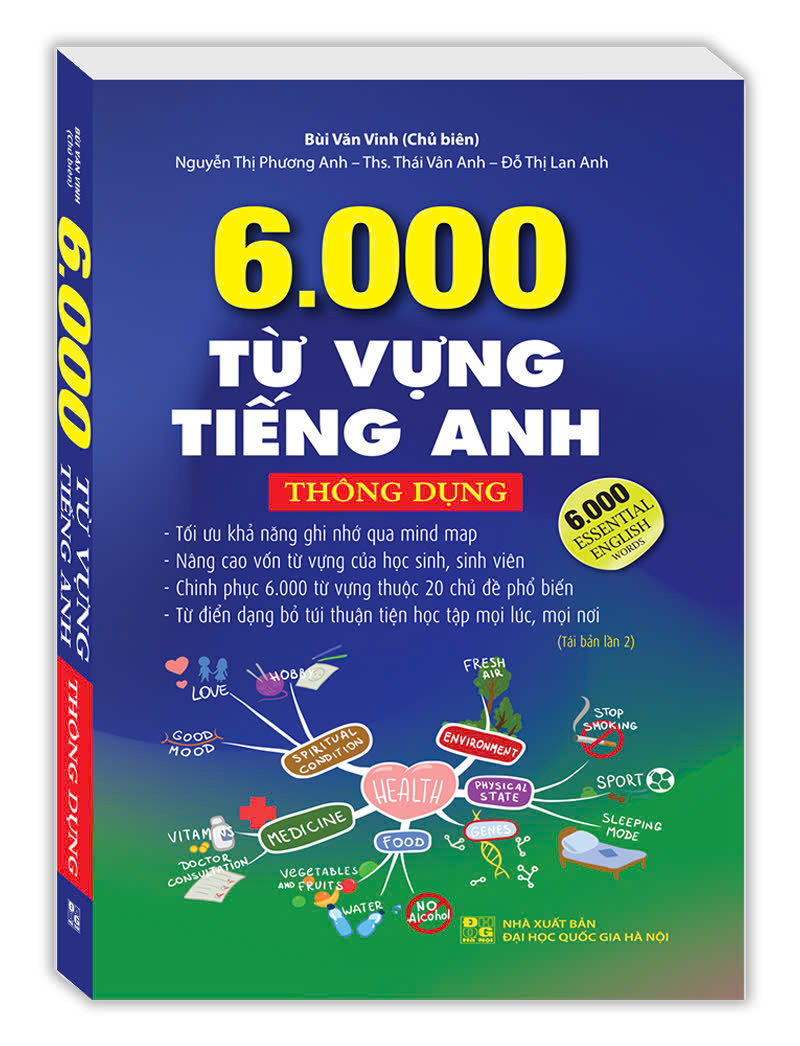 Bùi Văn Vinh (Chủ biên)
Nguyễn Thị Phương Anh – Ths. Thái Vân Anh – Đỗ Thị Lan Anh
6.000
TỪ VỰNG
TIẾNG ANH
THÔNG DỤNG
6.000
ESSENTIAL
ENGLISH
WORDS
- Tối ưu khả năng ghi nhớ qua mind map
- Nâng cao vốn từ vựng của học sinh, sinh viên
- Chinh phục 6.000 từ vựng thuộc 20 chủ đề phổ biến
- Từ điển dạng bỏ túi thuận tiện học tập mọi lúc, mọi nơi
(Tái bản lần 2)
LOVE
HOBBY
FRESH
AIR
GOOD
MOOD
SPIRITUAL
CONDITION
ENVIRONMENT
STOP
SMOKING
HEALTH
PHYSICAL
STATE
SPORT
SLEEPING
MODE
VITAMINS
MEDICINE
FOOD
GENES
DOCTOR
CONSULTATION
VEGETABLES
AND FRUITS
WATER
NO
Alcohol
ĐHQG
Hà Nội
NHÀ XUẤT BẢN
ĐẠI HỌC QUỐC GIA HÀ NỘI
BÙI VĂN VINH
(Chủ biên)
6.000
TỪ VỰNG
TIẾNG ANH
THÔNG DỤNG